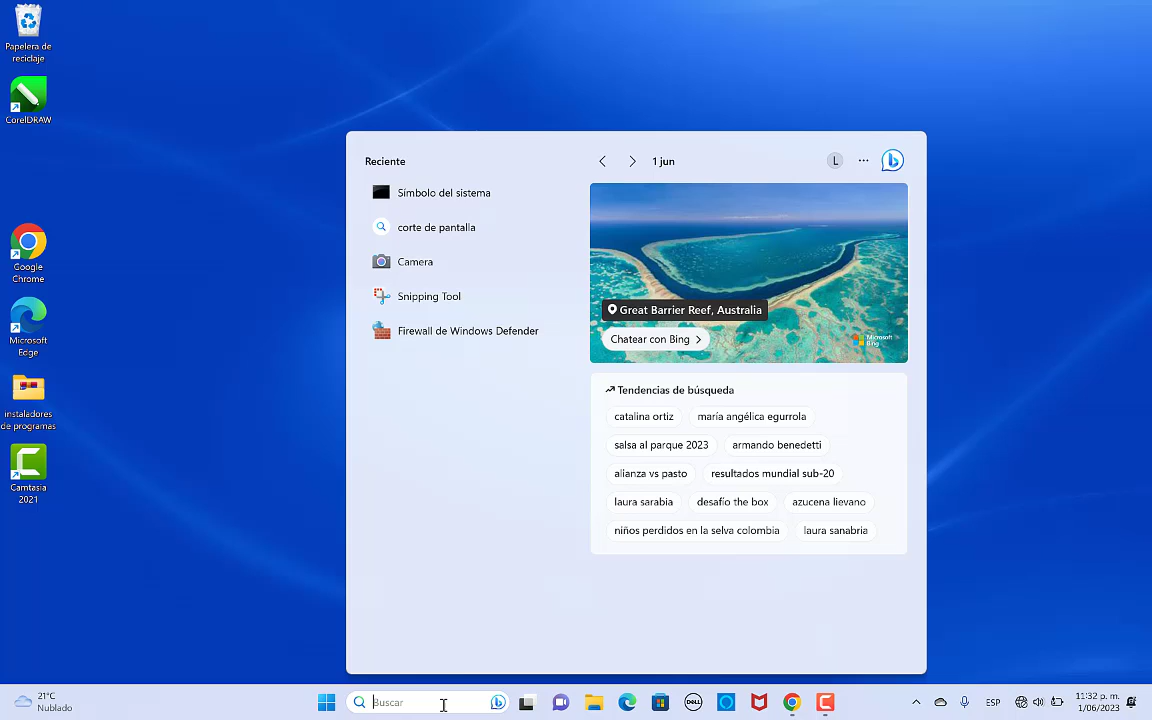 Papelera de
reciclaje
CorelDRAW
Google
Chrome
Microsoft
Edge
instaladores
de programas
Camtasia
2021
Reciente
Símbolo del sistema
corte de pantalla
Camera
Snipping Tool
Firewall de Windows Defender
1 jun
L
Great Barrier Reef, Australia
Chatear con Bing
Microsoft
Bing
Tendencias de búsqueda
catalina ortiz
maría angélica egurrola
salsa al parque 2023
armando benedetti
alianza vs pasto
resultados mundial sub-20
laura sarabia
desafío the box
azucena lievano
niños perdidos en la selva colombia
laura sanabria
21°C
Nublado
Buscar
DELL
ESP
11:32 p. m.
1/06/2023